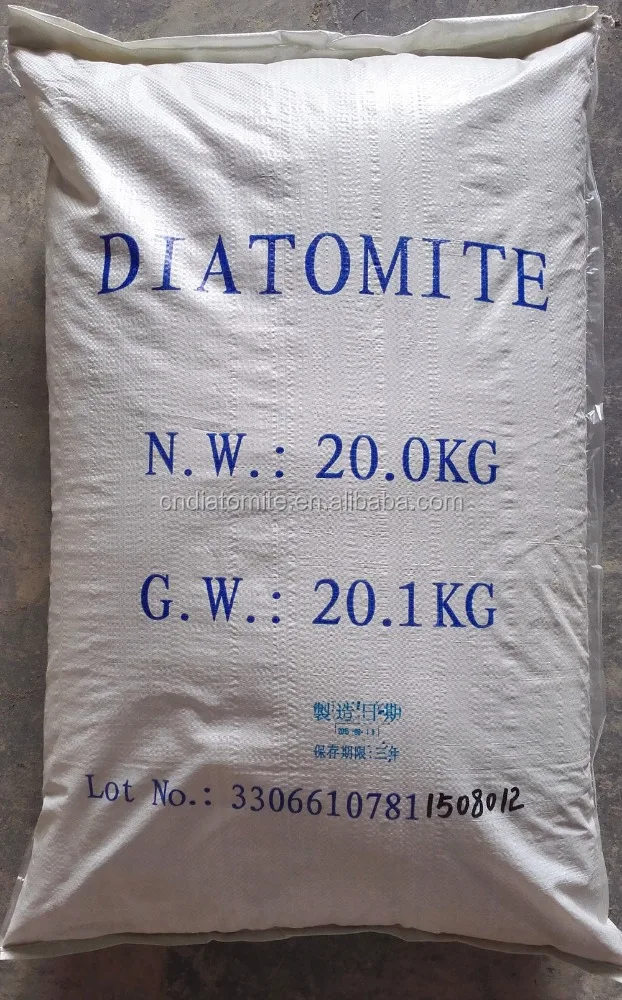 DIATOMITE
N.W.: 20.0KG
cndiatomite.en.alibaba.com
G.W.: 20.1KG
製造日期
保存期限:三年
Lot No.: 33066107811508012